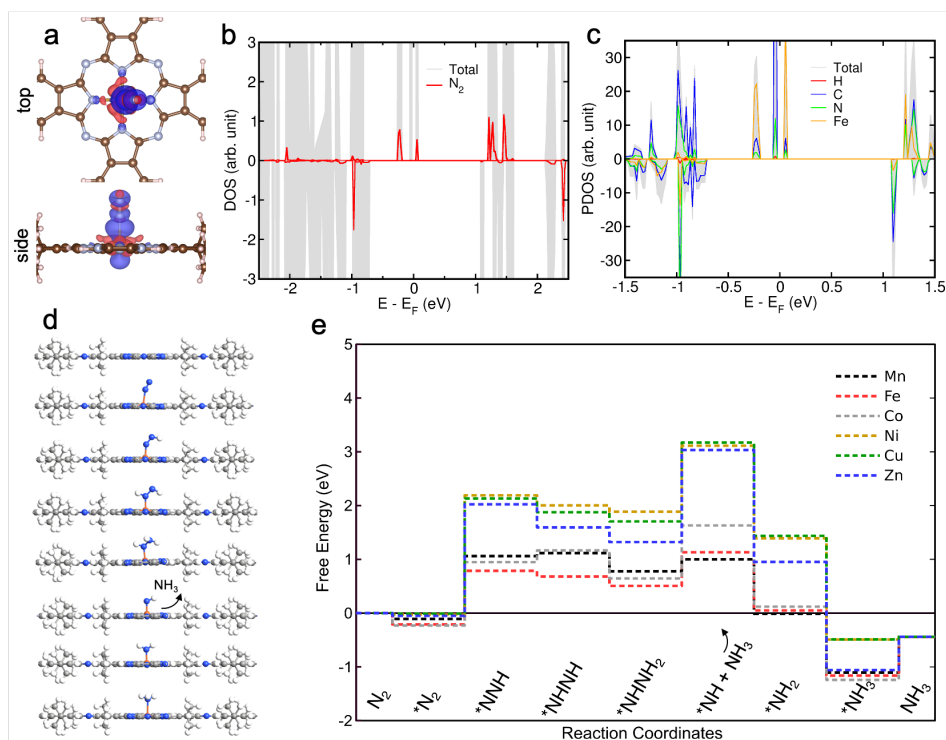 a
top
side
b
Total
N2
DOS (arb. unit)
3
2
1
0
-1
-2
-3
-2
-1
0
1
2
E - EF (eV)
c
Total
H
C
N
Fe
PDOS (arb. unit)
30
20
10
0
-10
-20
-30
-1.5
-1
-0.5
0
0.5
1
1.5
E - EF (eV)
d
NH3
e
Mn
Fe
Co
Ni
Cu
Zn
Free Energy (eV)
5
4
3
2
1
0
-1
-2
N2
*N2
*NNH
*NHNH
*NHNH2
*NH + NH3
*NH2
*NH3
NH3
Reaction Coordinates